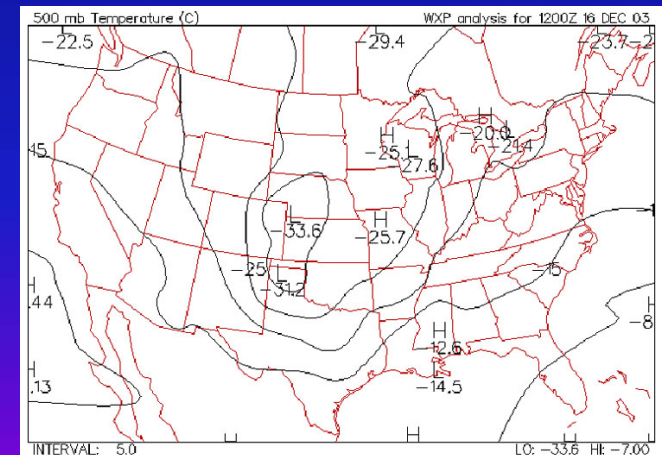 500 mb Temperature (C) WXP analysis for 1200Z 16 DEC 03
-22.5 -29.4 -23.7
H
-20.0
L
-21.4
H
-25.1
L
-27.6
L
-33.6
H
-25.7
-25
L
-31.2
-15
H
.44
H
-8
H
-12.6
L
-14.5
H
.13
H
INTERVAL: 5.0 LO: -33.6 HI: -7.00